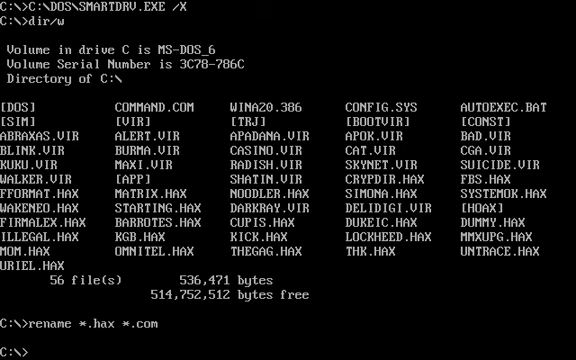 C:\>C:\DOS\SMARTDRV.EXE /X
C:\>dir/w
Volume in drive C is MS-DOS_6
Volume Serial Number is 3C78-786C
Directory of C:\
[DOS] COMMAND.COM WINA20.386 CONFIG.SYS AUTOEXEC.BAT
[SIM] [VIR] [TRJ] [BOOTVIR] [CONST]
ABRAXAS.VIR ALERT.VIR APADANA.VIR APOK.VIR BAD.VIR
BLINK.VIR BURMA.VIR CASINO.VIR CAT.VIR CGA.VIR
KUKU.VIR MAXI.VIR RADISH.VIR SKYNET.VIR SUICIDE.VIR
WALKER.VIR [APP] SHATIN.VIR CRYPDIR.HAX FBS.HAX
FFORMAT.HAX MATRIX.HAX NOODLER.HAX SIMONA.HAX SYSTEMOK.HAX
WAKENEO.HAX STARTING.HAX DARKRAY.VIR DELIDIGI.VIR [HOAX]
FIRMALEX.HAX BARROTES.HAX CUPIS.HAX DUKEIC.HAX DUMMY.HAX
ILLEGAL.HAX KGB.HAX KICK.HAX LOCKHEED.HAX MMXUPG.HAX
MOM.HAX OMNITEL.HAX THEGAG.HAX THK.HAX UNTRACE.HAX
URIEL.HAX
56 file(s) 536,471 bytes
514,752,512 bytes free
C:\>rename *.hax *.com
C:\>